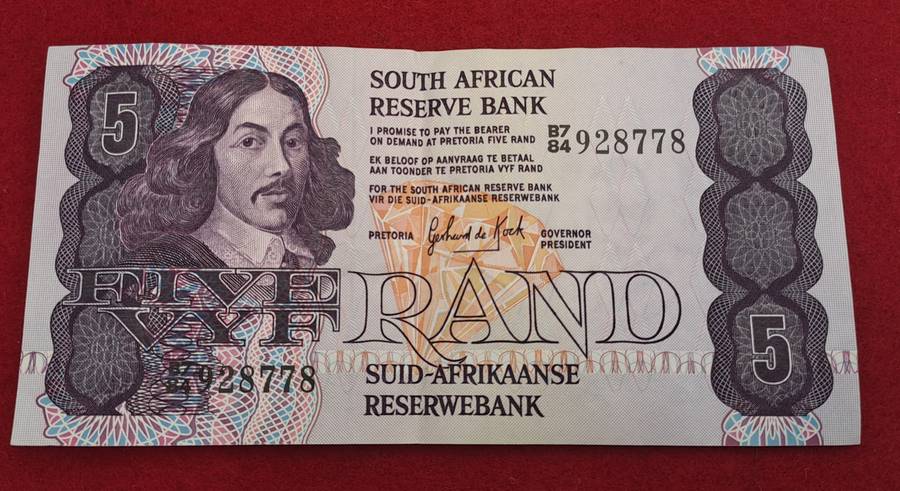 5
SOUTH AFRICAN
RESERVE BANK
I PROMISE TO PAY THE BEARER
ON DEMAND AT PRETORIA FIVE RAND
B7
84 928778
EK BELOOF OP AANVRAAG TE BETAAL
AAN TOONDER TE PRETORIA VYF RAND
FOR THE SOUTH AFRICAN RESERVE BANK
VIR DIE SUID-AFRIKAANSE RESERWEBANK
PRETORIA Gerhard de Kock GOVERNOR
PRESIDENT
FIVE
VYF RAND
5
B7
84 928778
SUID-AFRIKAANSE
RESERWEBANK